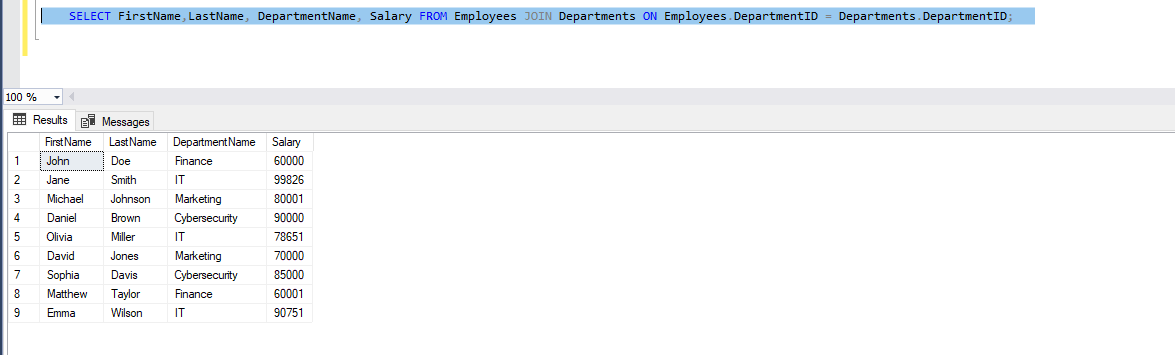 SELECT FirstName,LastName, DepartmentName, Salary FROM Employees JOIN Departments ON Employees.DepartmentID = Departments.DepartmentID;
100 %
Results Messages
FirstName LastName DepartmentName Salary
1 John Doe Finance 60000
2 Jane Smith IT 99826
3 Michael Johnson Marketing 80001
4 Daniel Brown Cybersecurity 90000
5 Olivia Miller IT 78651
6 David Jones Marketing 70000
7 Sophia Davis Cybersecurity 85000
8 Matthew Taylor Finance 60001
9 Emma Wilson IT 90751